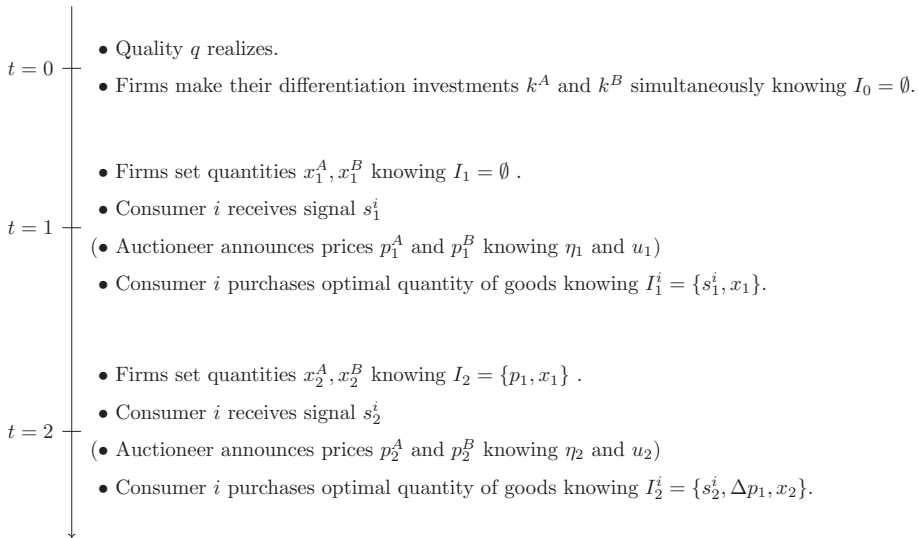 • Quality q realizes.
t = 0
• Firms make their differentiation investments k^A and k^B simultaneously knowing I_0 = ∅.
• Firms set quantities x_1^A, x_1^B knowing I_1 = ∅ .
• Consumer i receives signal s_1^i
t = 1
(• Auctioneer announces prices p_1^A and p_1^B knowing η_1 and u_1)
• Consumer i purchases optimal quantity of goods knowing I_1^i = {s_1^i, x_1}.
• Firms set quantities x_2^A, x_2^B knowing I_2 = {p_1, x_1} .
• Consumer i receives signal s_2^i
t = 2
(• Auctioneer announces prices p_2^A and p_2^B knowing η_2 and u_2)
• Consumer i purchases optimal quantity of goods knowing I_2^i = {s_2^i, Δp_1, x_2}.